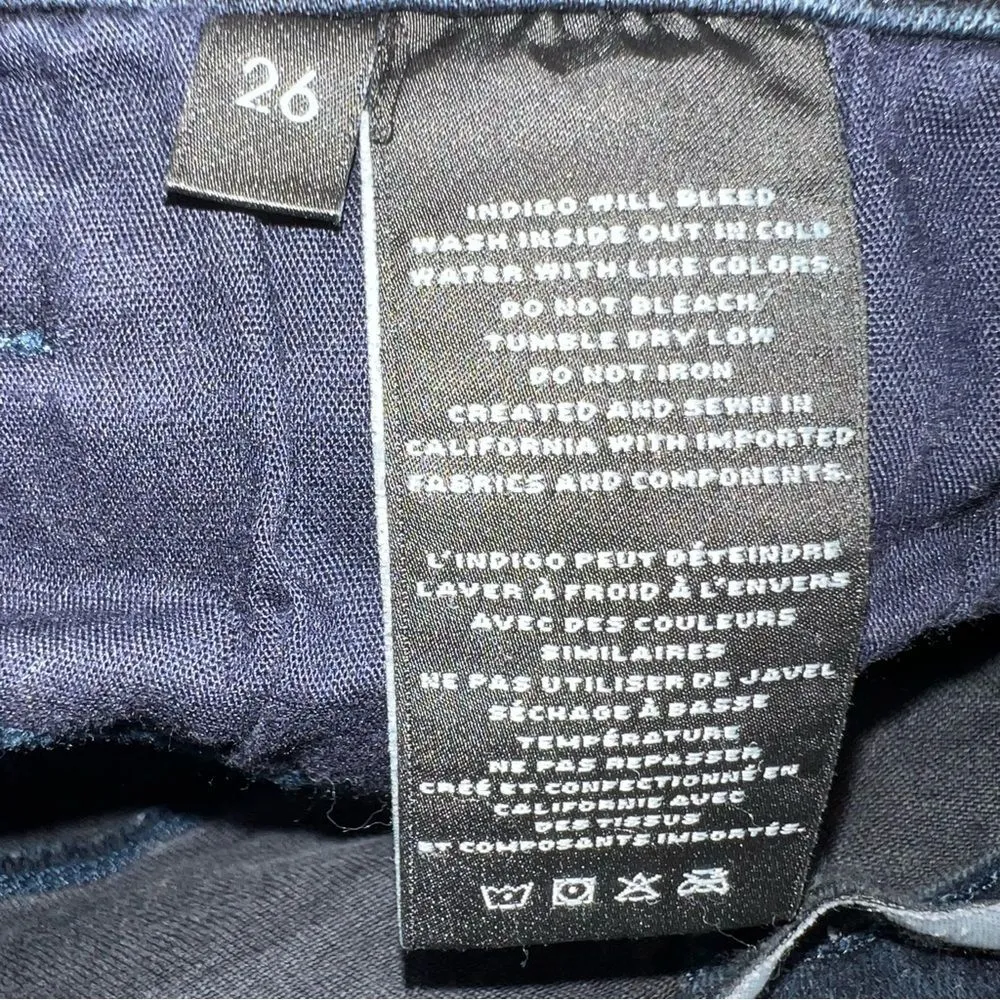 26
INDIGO WILL BLEED
WASH INSIDE OUT IN COLD
WATER WITH LIKE COLORS.
DO NOT BLEACH
TUMBLE DRY LOW
DO NOT IRON
CREATED AND SEWN IN
CALIFORNIA WITH IMPORTED
FABRICS AND COMPONENTS.
L'INDIGO PEUT DÉTEINDRE
LAVER À FROID À L'ENVERS
AVEC DES COULEURS
SIMILAIRES
NE PAS UTILISER DE JAVEL
SÉCHAGE À BASSE
TEMPÉRATURE
NE PAS REPASSER
CRÉÉ ET CONFECTIONNÉ EN
CALIFORNIE AVEC
DES TISSUS
ET COMPOSANTS IMPORTÉS.